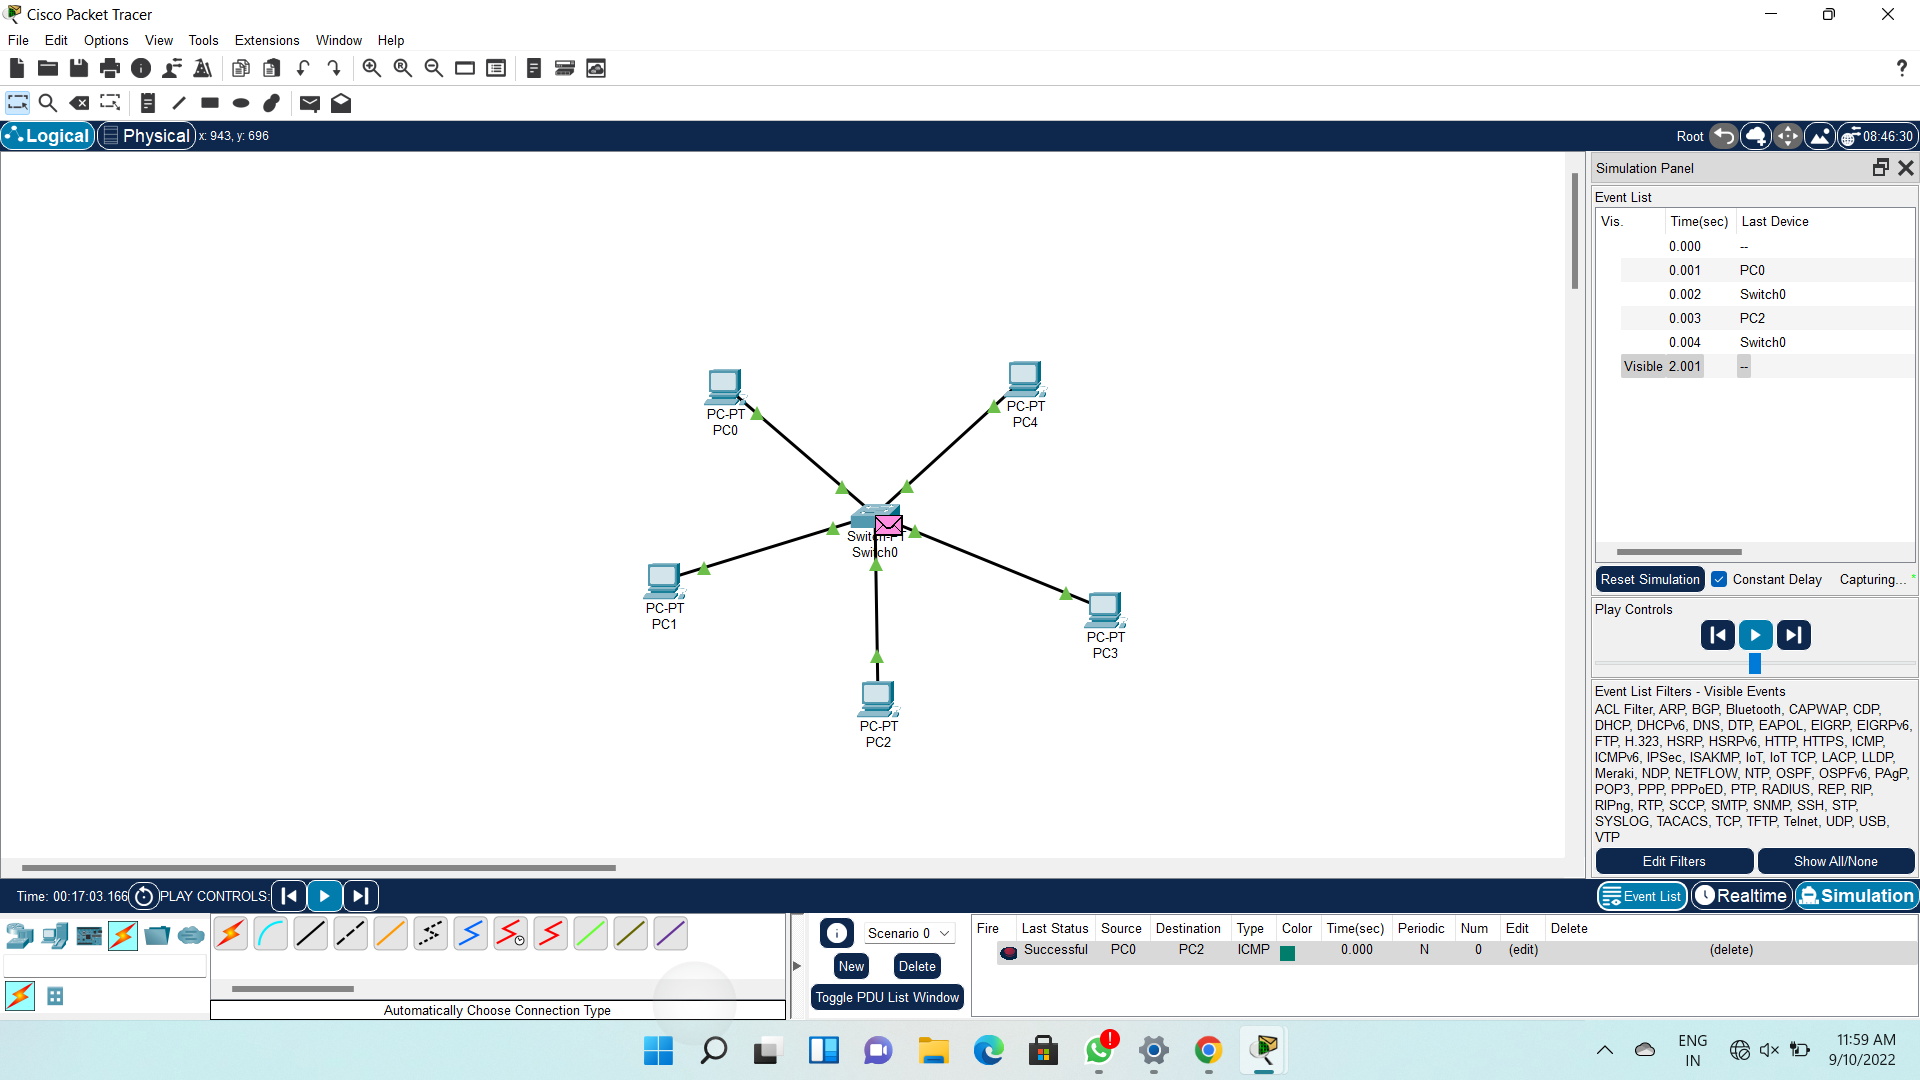 Cisco Packet Tracer
File Edit Options View Tools Extensions Window Help
?
Logical Physical x: 943, y: 696 Root 08:46:30
Simulation Panel
Event List
Vis. Time(sec) Last Device
0.000 --
0.001 PC0
0.002 Switch0
0.003 PC2
0.004 Switch0
Visible 2.001 --
PC-PT
PC0
PC-PT
PC4
Switch-PT
Switch0
PC-PT
PC1
PC-PT
PC3
PC-PT
PC2
Reset Simulation Constant Delay Capturing...
Play Controls
Event List Filters - Visible Events
ACL Filter, ARP, BGP, Bluetooth, CAPWAP, CDP,
DHCP, DHCPv6, DNS, DTP, EAPOL, EIGRP, EIGRPv6,
FTP, H.323, HSRP, HSRPv6, HTTP, HTTPS, ICMP,
ICMPv6, IPSec, ISAKMP, IoT, IoT TCP, LACP, LLDP,
Meraki, NDP, NETFLOW, NTP, OSPF, OSPFv6, PAgP,
POP3, PPP, PPPoED, PTP, RADIUS, REP, RIP,
RIPng, RTP, SCCP, SMTP, SNMP, SSH, STP,
SYSLOG, TACACS, TCP, TFTP, Telnet, UDP, USB,
VTP
Edit Filters Show All/None
Time: 00:17:03.166 PLAY CONTROLS: Event List Realtime Simulation
Scenario 0
New Delete
Toggle PDU List Window
Fire Last Status Source Destination Type Color Time(sec) Periodic Num Edit Delete
Successful PC0 PC2 ICMP 0.000 N 0 (edit) (delete)
Automatically Choose Connection Type
ENG
IN
11:59 AM
9/10/2022